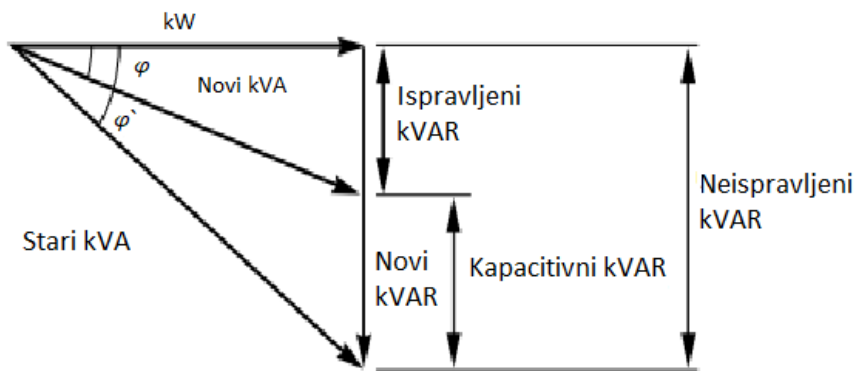 kW
φ
Novi kVA
φ`
Ispravljeni
kVAR
Neispravljeni
kVAR
Stari kVA
Novi
kVAR
Kapacitivni kVAR